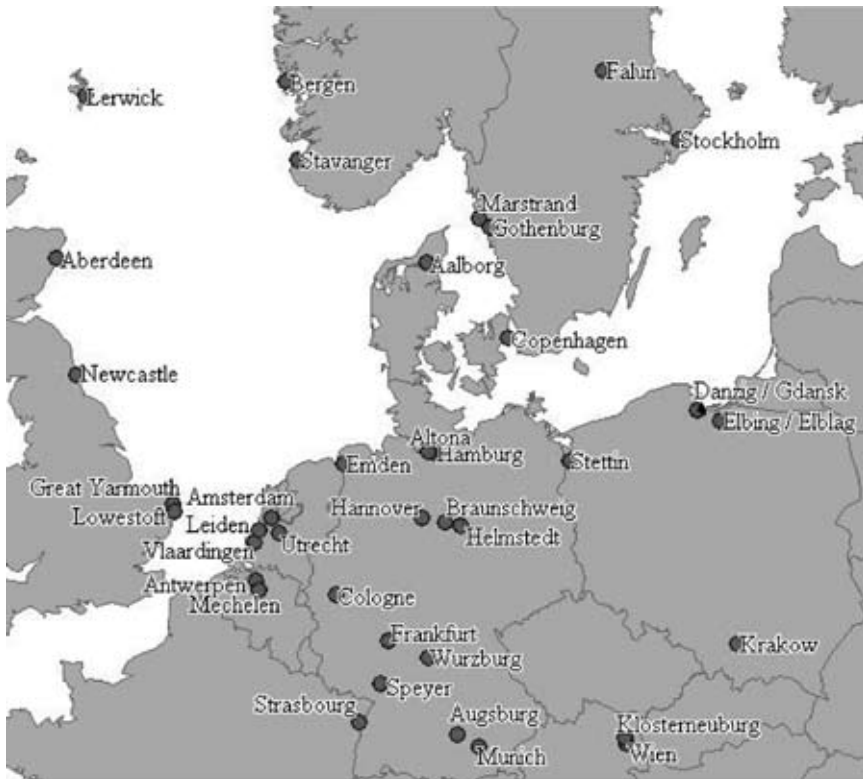 Lerwick
Bergen
Falun
Stavanger
Stockholm
Marstrand
Gothenburg
Aberdeen
Aalborg
Copenhagen
Newcastle
Danzig / Gdansk
Elbing / Elblag
Altona
Hamburg
Emden
Stettin
Great Yarmouth
Lowestoft
Amsterdam
Leiden
Utrecht
Vlaardingen
Hannover
Braunschweig
Helmstedt
Antwerpen
Mechelen
Cologne
Frankfurt
Wurzburg
Krakow
Speyer
Strasbourg
Augsburg
Munich
Klosterneuburg
Wien